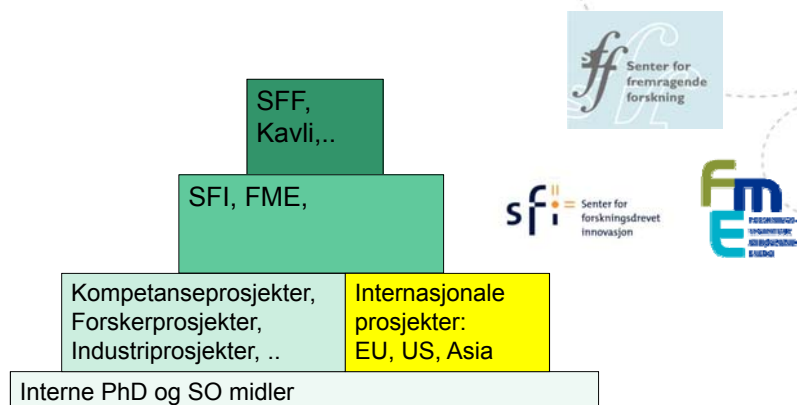 sff
Senter for
fremragende
forskning
SFF,
Kavli,..
SFI, FME,
sfi
Senter for
forskningsdrevet
innovasjon
FmE
Kompetanseprosjekter,
Forskerprosjekter,
Industriprosjekter, ..
Internasjonale
prosjekter:
EU, US, Asia
Interne PhD og SO midler